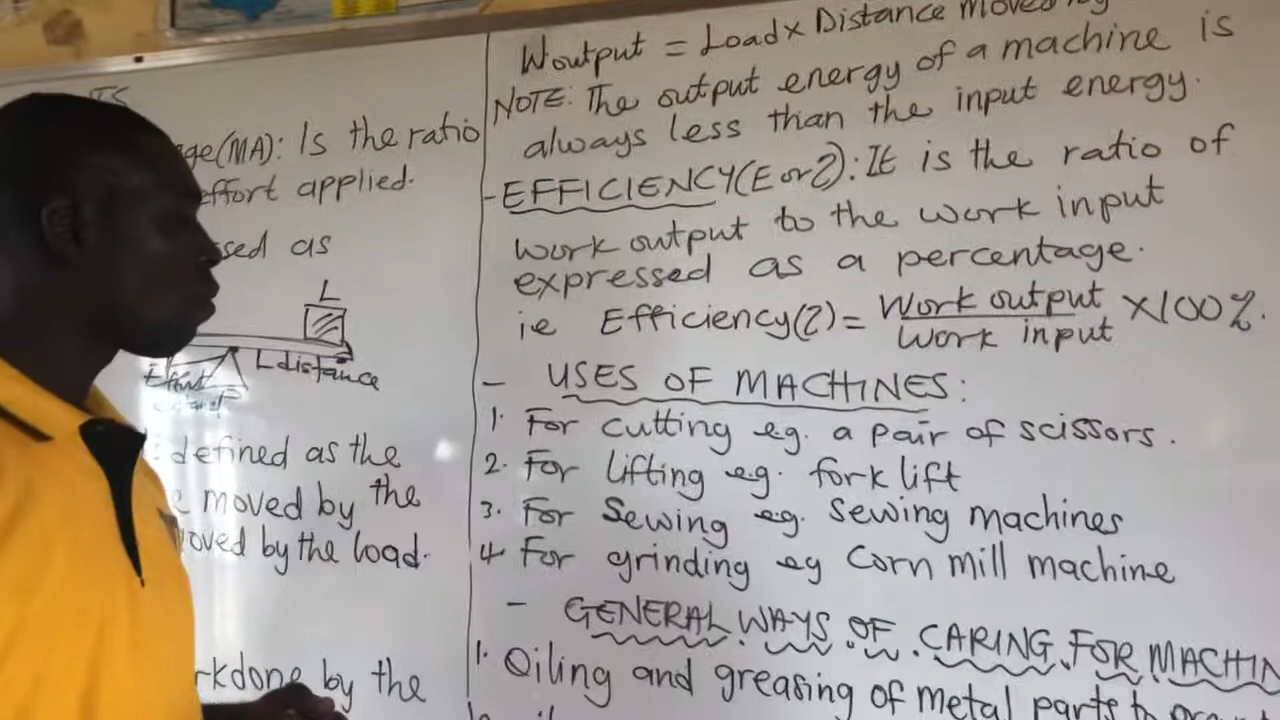 TS
ge(MA): Is the ratio
effort applied.
sed as
L
Effort
L distance
defined as the
moved by the
oved by the load.
rkdone by the
Woutput = Load x Distance moved by
NOTE: The output energy of a machine is
always less than the input energy.
- EFFICIENCY (E or η): It is the ratio of
work output to the work input
expressed as a percentage.
ie Efficiency(η) = Work output / Work input X100%.
- USES OF MACHINES:
1. For cutting eg. a pair of scissors.
2. For lifting eg. fork lift
3. For Sewing eg. Sewing machines
4. For grinding eg Corn mill machine
- GENERAL WAYS OF CARING FOR MACHIN
1. Oiling and greasing of metal parts to